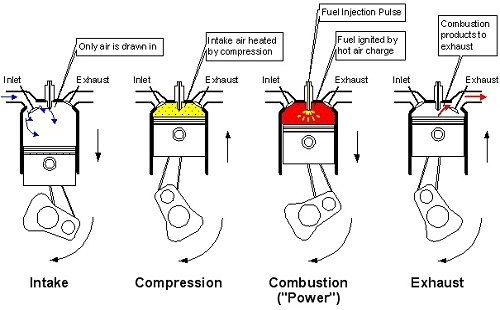 Only air is drawn in
Intake air heated
by compression
Fuel Injection Pulse
Fuel ignited by
hot air charge
Combustion
products to
exhaust
Inlet
Exhaust
Inlet
Exhaust
Inlet
Exhaust
Inlet
Exhaust
Intake
Compression
Combustion
("Power")
Exhaust